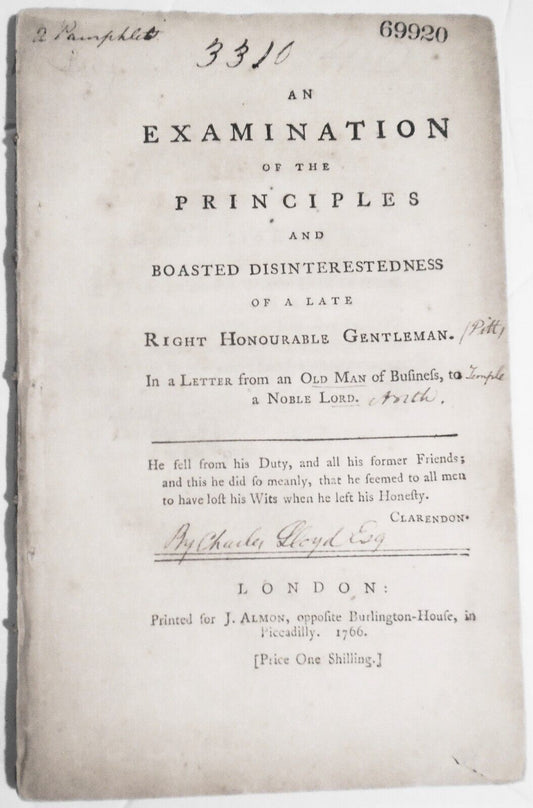 a Pamphlett
69920
3310
AN
EXAMINATION
OF THE
PRINCIPLES
AND
BOASTED DISINTERESTEDNESS
OF A LATE
RIGHT HONOURABLE GENTLEMAN. (Pitt)
In a LETTER from an OLD MAN of Buſineſs, to Temple
a NOBLE LORD. North.
He fell from his Duty, and all his former Friends;
and this he did ſo meanly, that he ſeemed to all men
to have loſt his Wits when he left his Honeſty.
CLARENDON.
By Charles Lloyd Esq
LONDON:
Printed for J. ALMON, oppoſite Burlington-Houſe, in
Piccadilly. 1766.
[Price One Shilling.]